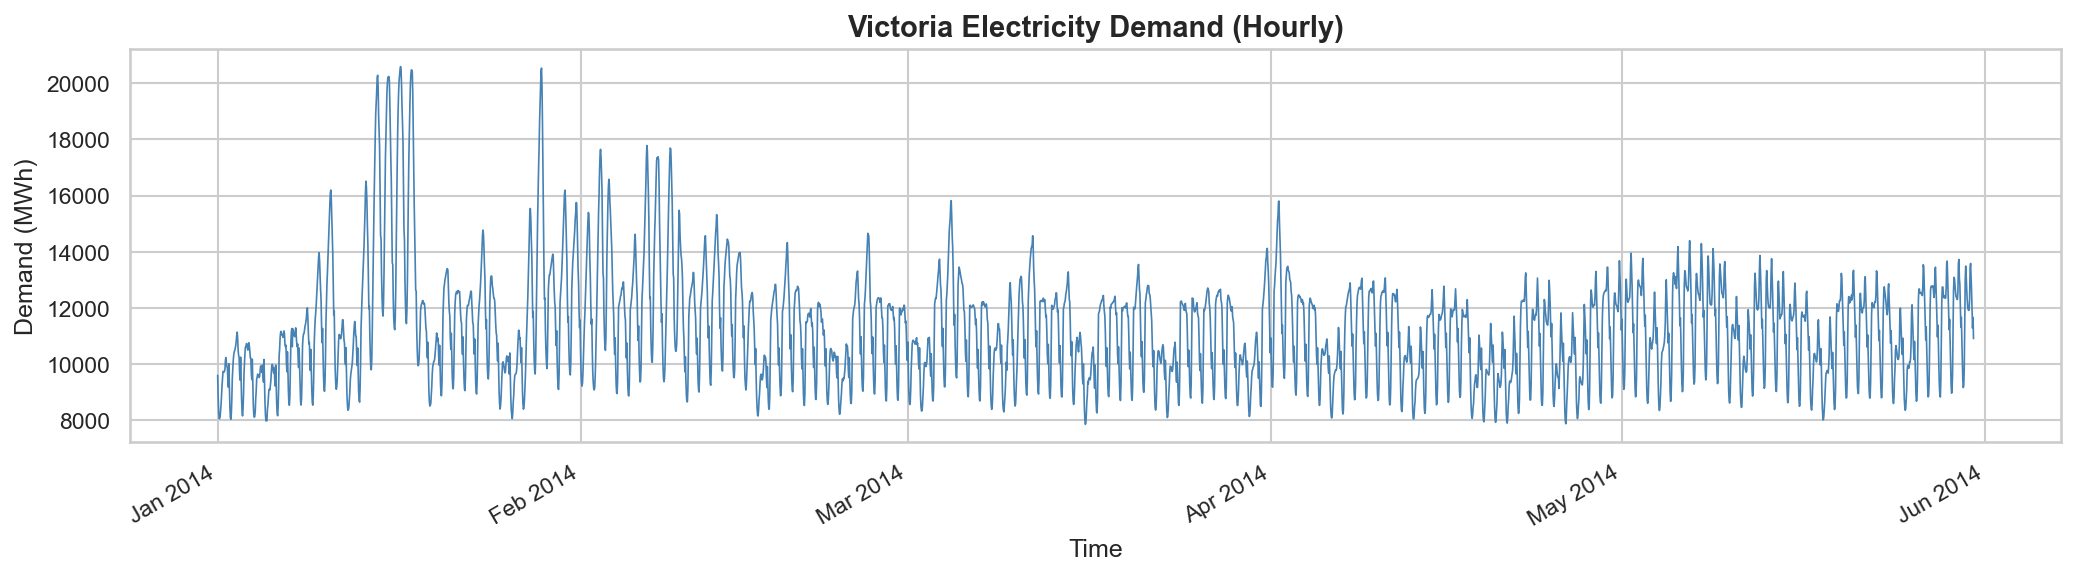 Victoria Electricity Demand (Hourly)
Demand (MWh)
20000
18000
16000
14000
12000
10000
8000
Jan 2014
Feb 2014
Mar 2014
Apr 2014
May 2014
Jun 2014
Time